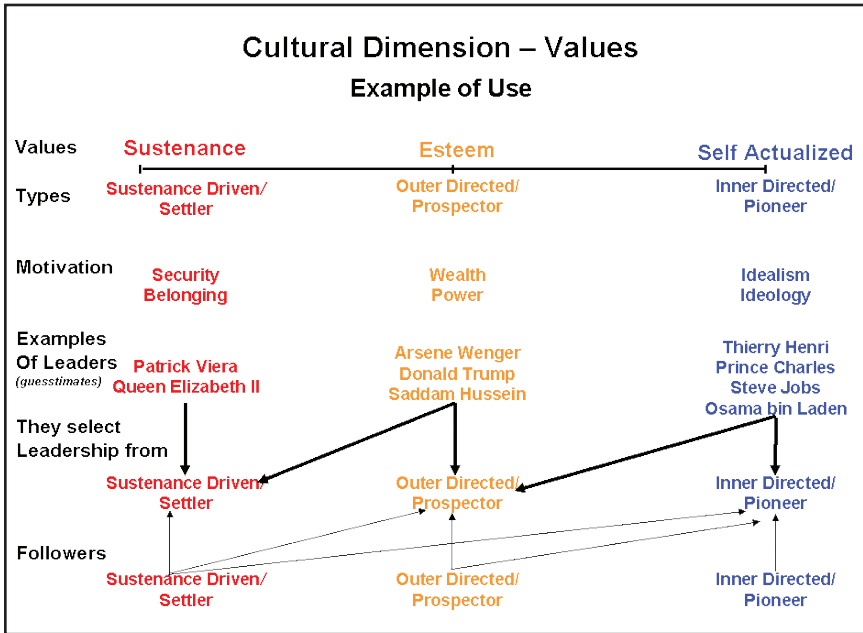 Cultural Dimension – Values
Example of Use
Values
Sustenance
Esteem
Self Actualized
Types
Sustenance Driven/
Settler
Outer Directed/
Prospector
Inner Directed/
Pioneer
Motivation
Security
Belonging
Wealth
Power
Idealism
Ideology
Examples
Of Leaders
(guesstimates)
Patrick Viera
Queen Elizabeth II
Arsene Wenger
Donald Trump
Saddam Hussein
Thierry Henri
Prince Charles
Steve Jobs
Osama bin Laden
They select
Leadership from
Sustenance Driven/
Settler
Outer Directed/
Prospector
Inner Directed/
Pioneer
Followers
Sustenance Driven/
Settler
Outer Directed/
Prospector
Inner Directed/
Pioneer